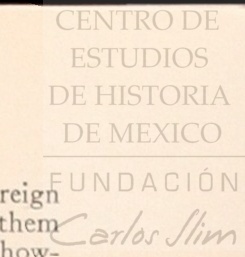 CENTRO DE
ESTUDIOS
DE HISTORIA
DE MEXICO
FUNDACIÓN
Carlos Slim
reign
them
how-